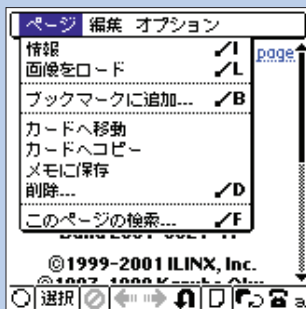 ページ 編集 オプション
情報 /I
画像をロード /L
page
ブックマークに追加... /B
カードへ移動
カードへコピー
メモに保存
削除... /D
このページの検索... /F
©1999-2001 ILINX, Inc.
選択